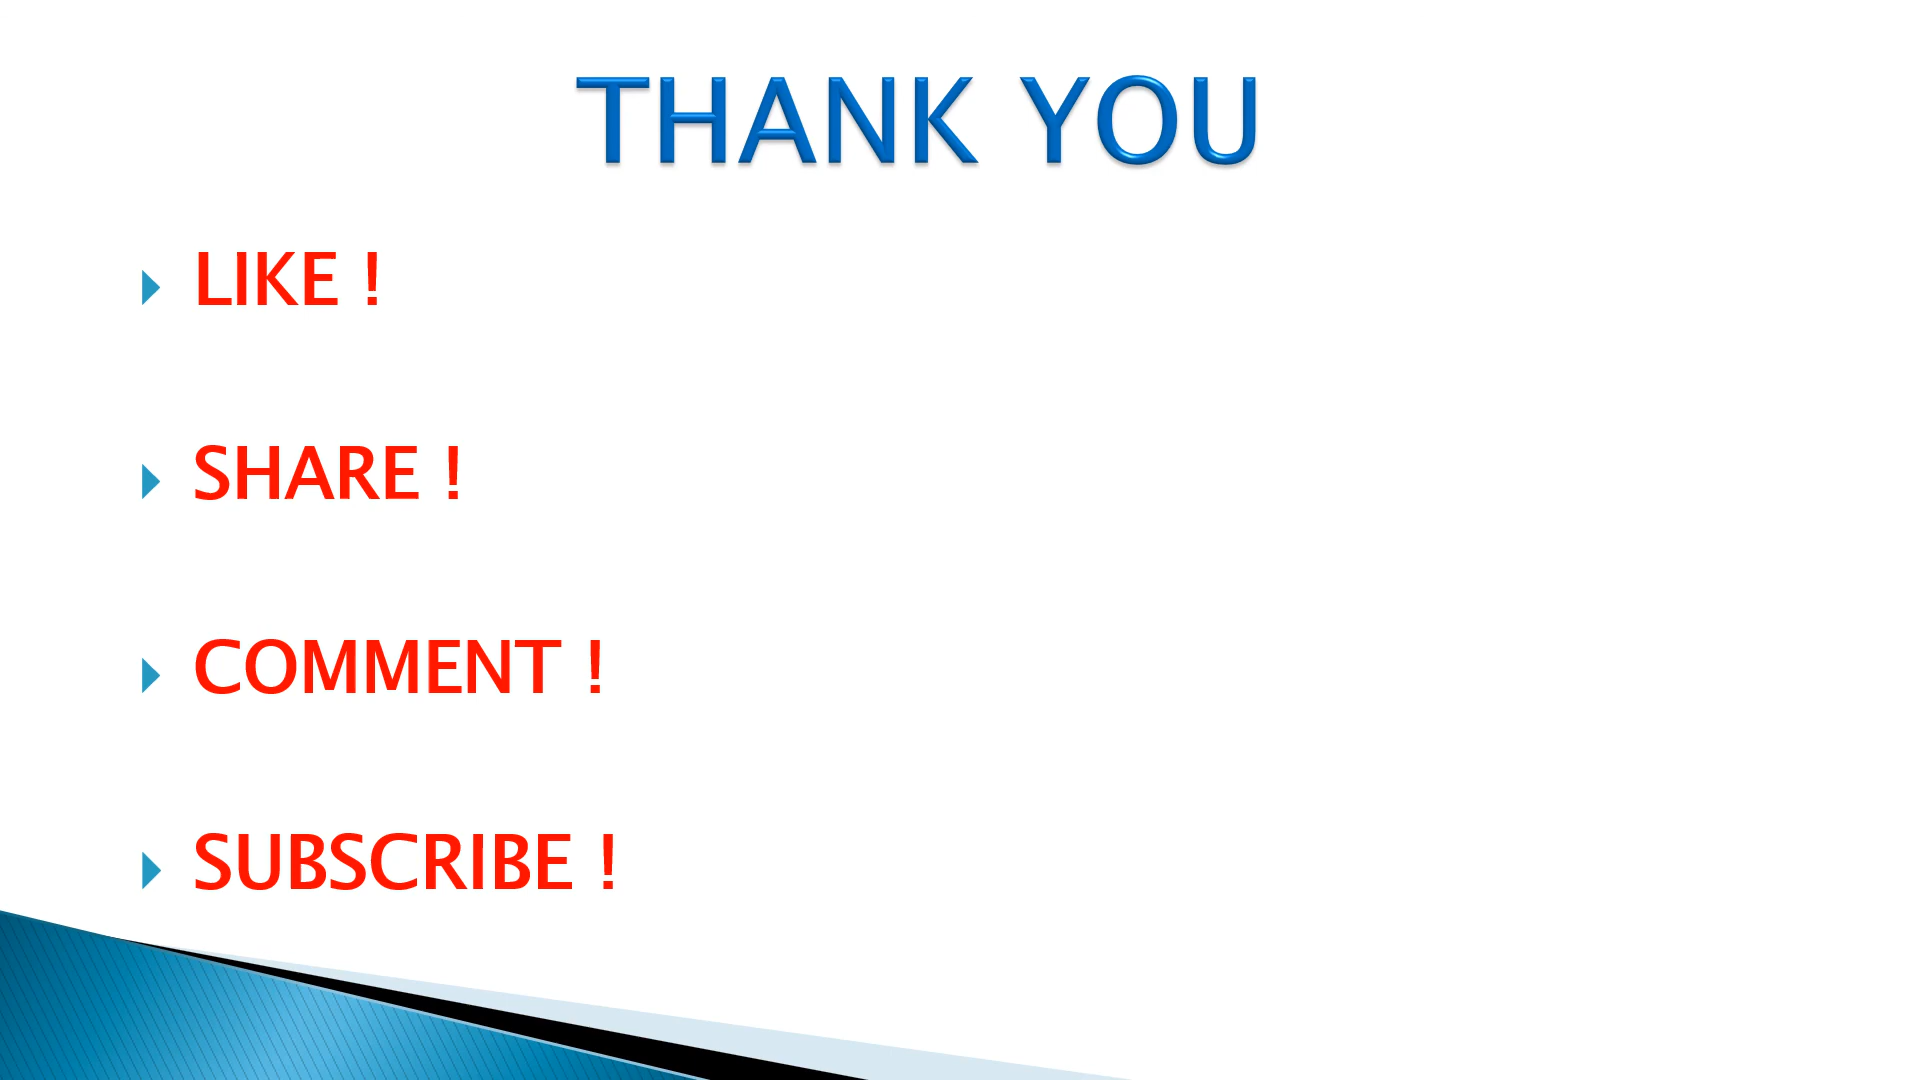 THANK YOU
LIKE !
SHARE !
COMMENT !
SUBSCRIBE !